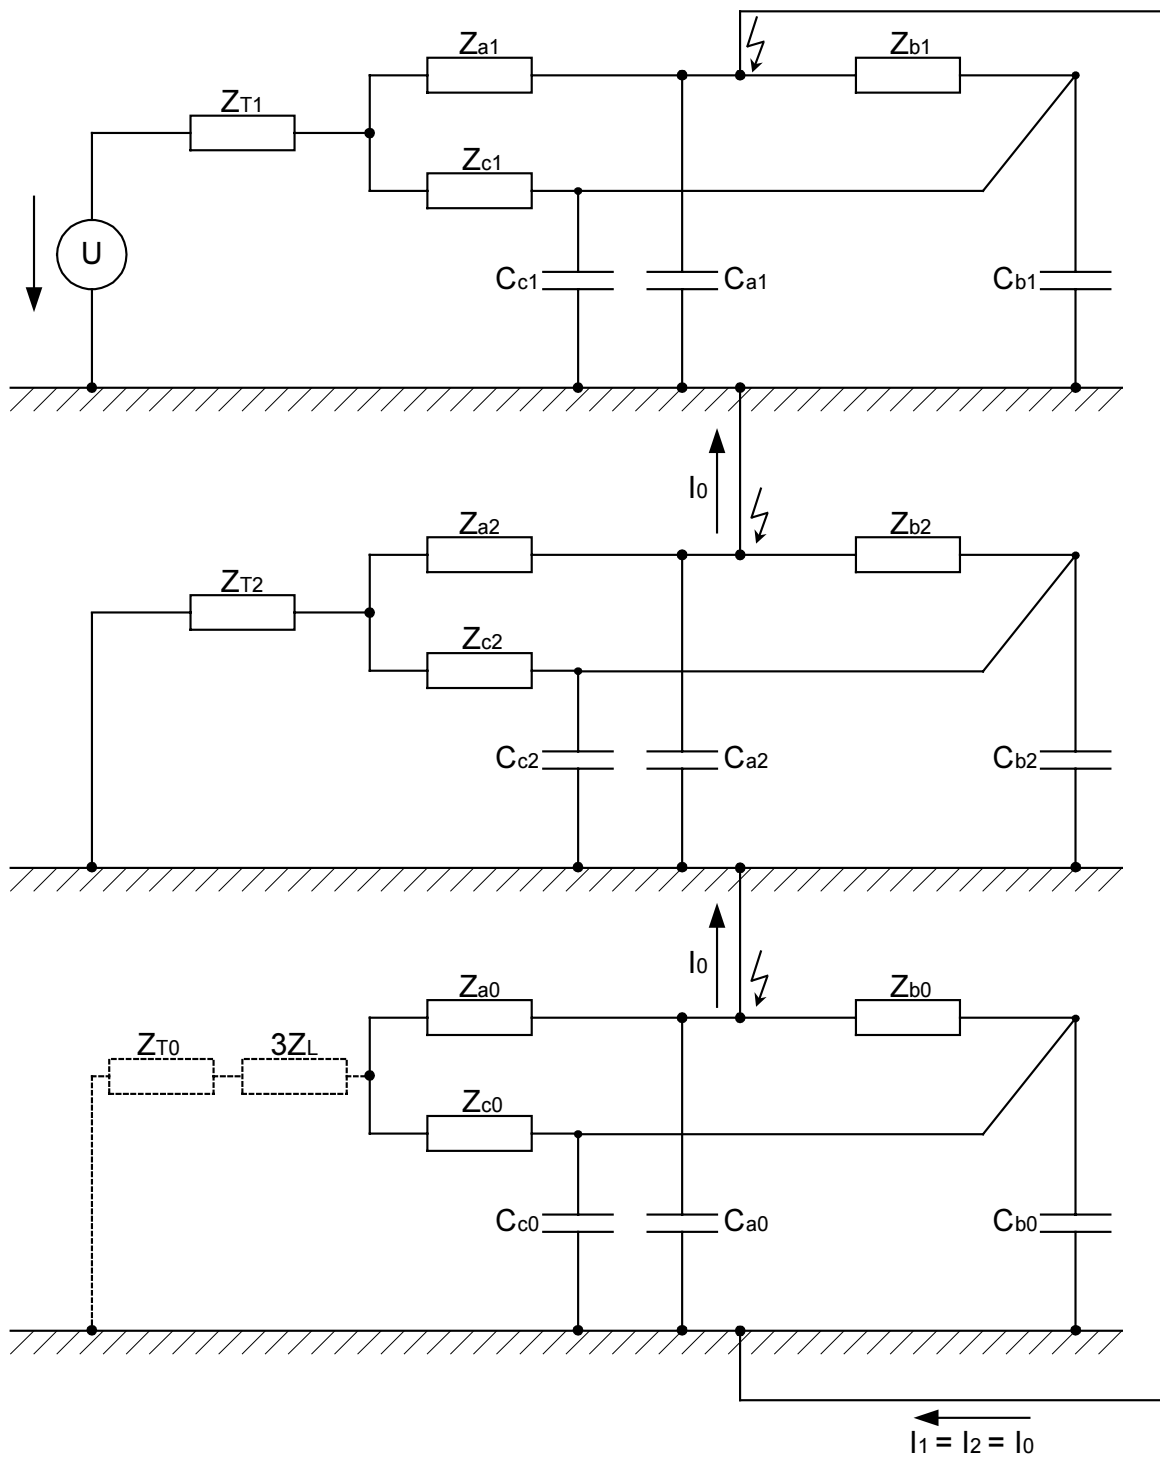 Za1
Zb1
ZT1
Zc1
U
Cc1
Ca1
Cb1
I0
Za2
Zb2
ZT2
Zc2
Cc2
Ca2
Cb2
I0
Za0
Zb0
ZT0
3ZL
Zc0
Cc0
Ca0
Cb0
I1 = I2 = I0